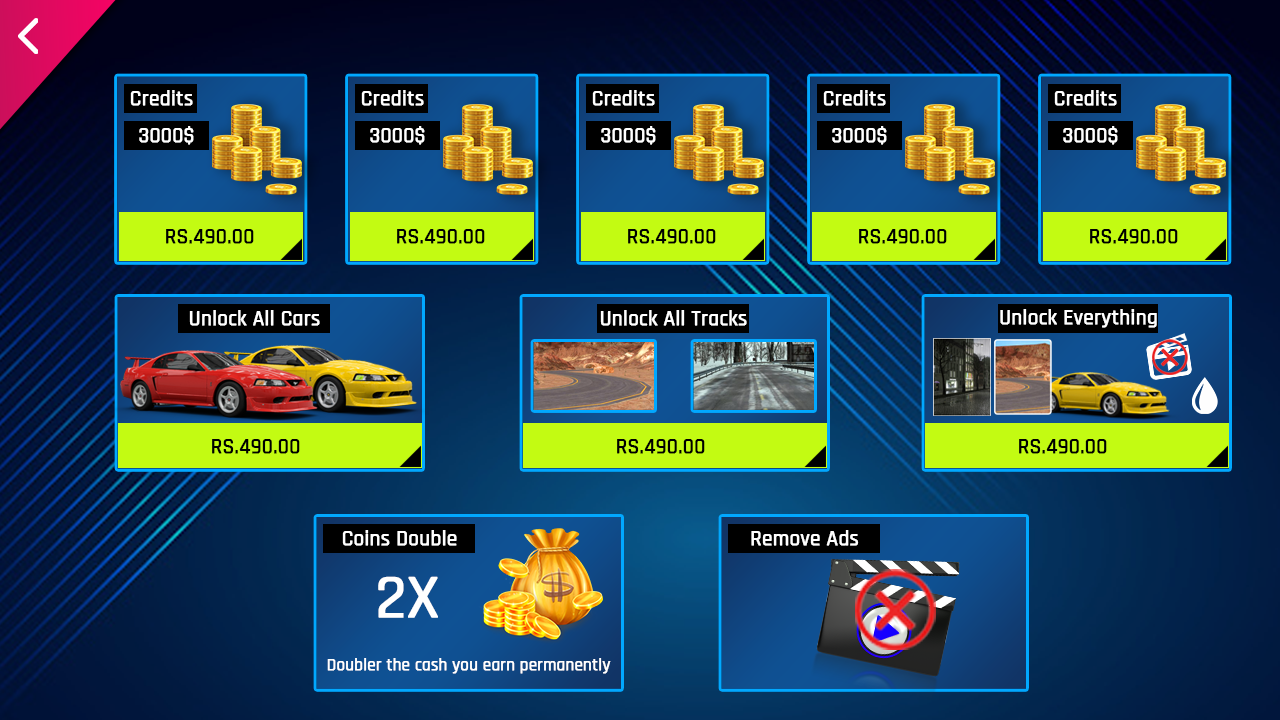 Credits
3000$
RS.490.00
Credits
3000$
RS.490.00
Credits
3000$
RS.490.00
Credits
3000$
RS.490.00
Credits
3000$
RS.490.00
Unlock All Cars
RS.490.00
Unlock All Tracks
RS.490.00
Unlock Everything
RS.490.00
Coins Double
2X
Doubler the cash you earn permanently
Remove Ads